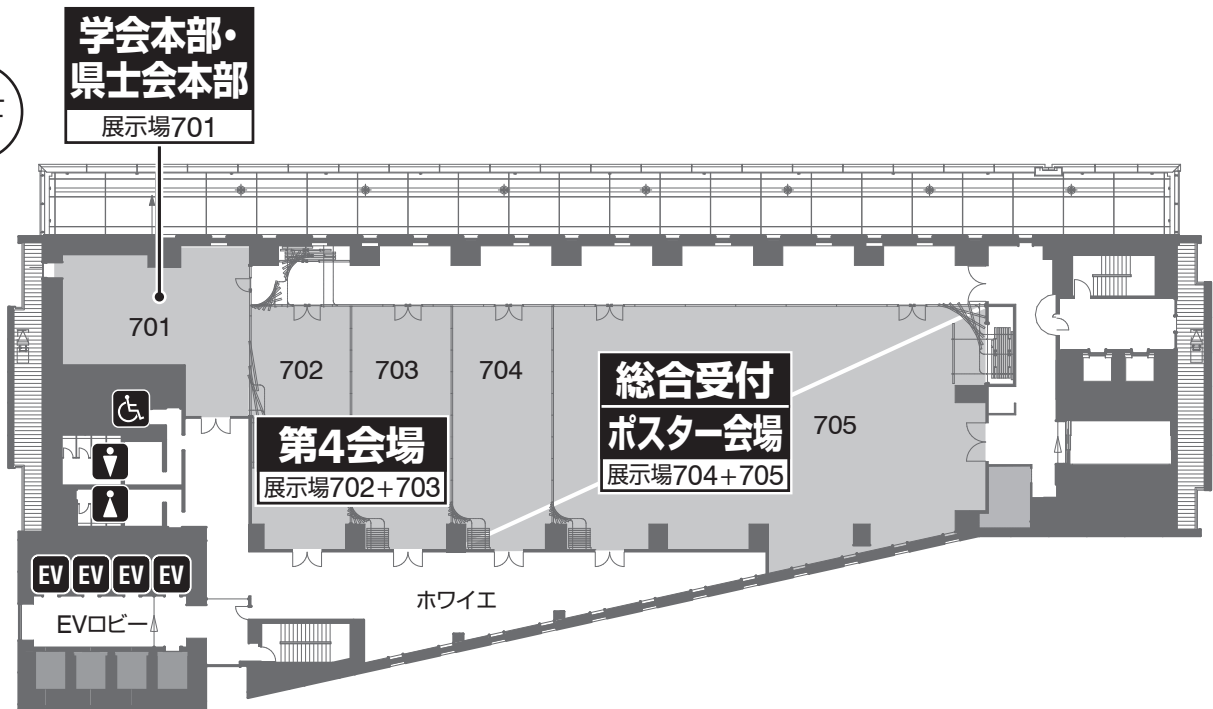 学会本部・
県士会本部
展示場701
701
702
703
704
705
総合受付
ポスター会場
展示場704+705
第4会場
展示場702+703
EV EV EV EV
EVロビー
ホワイエ